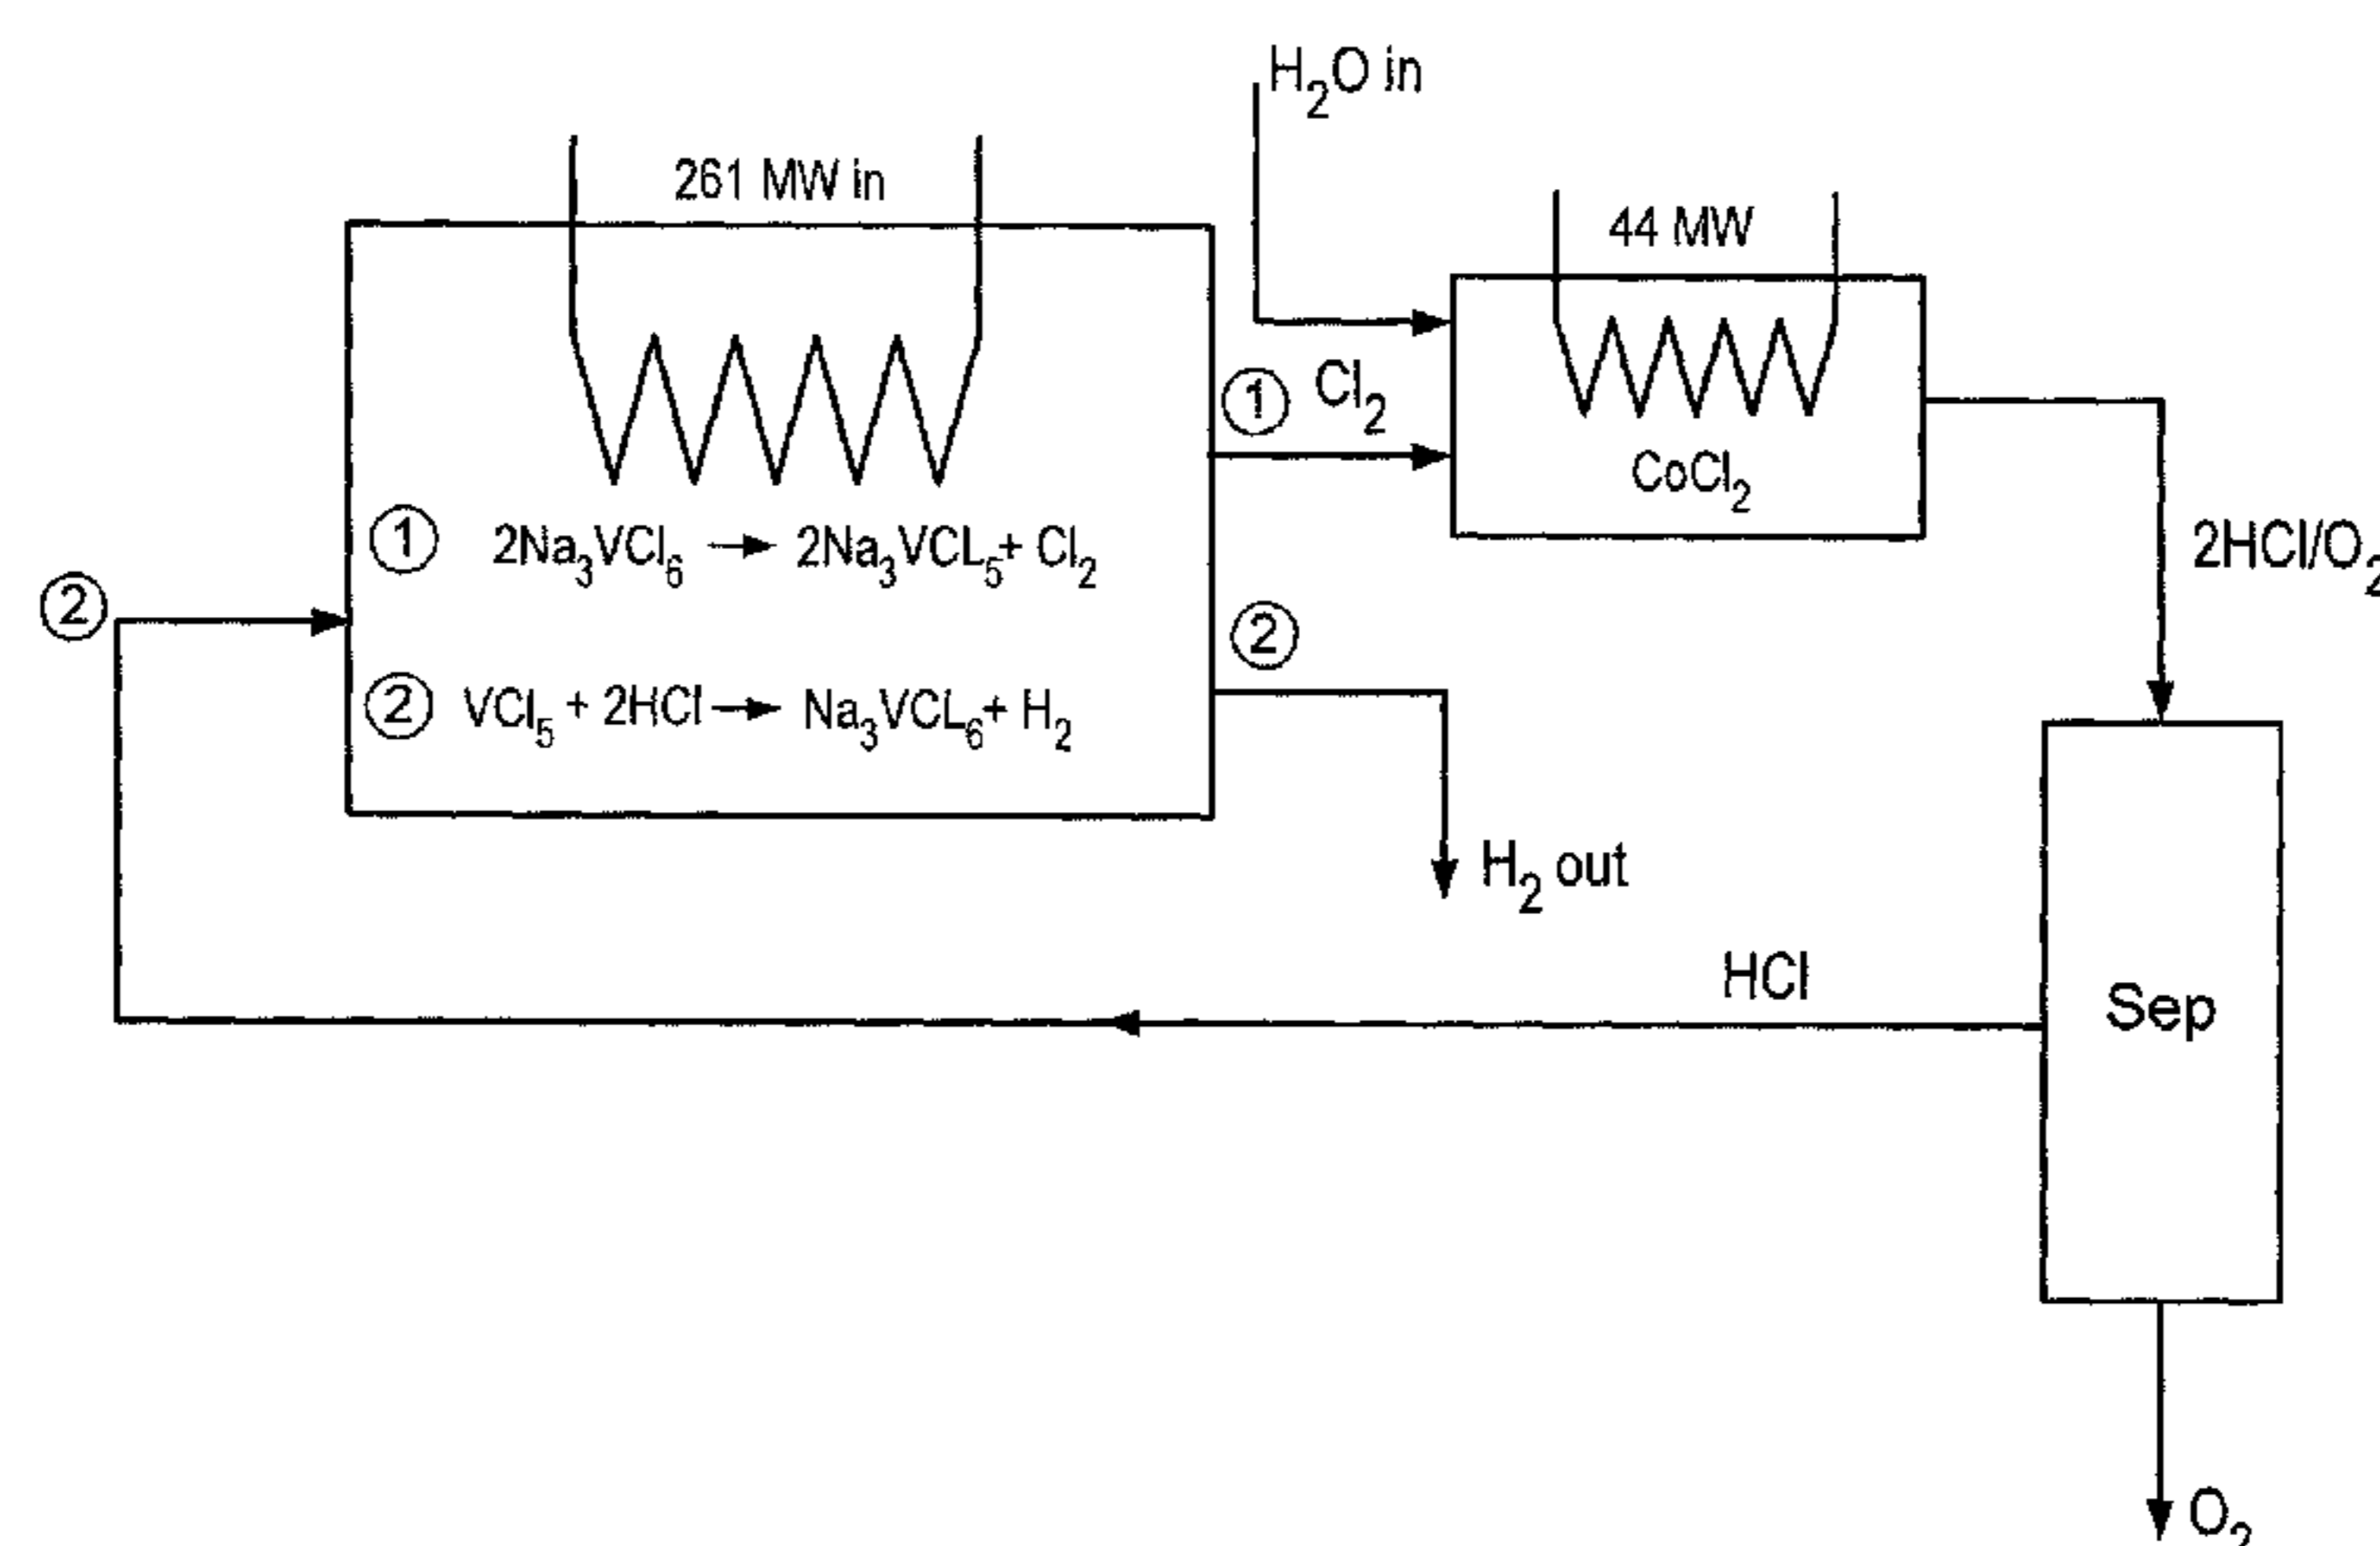 H₂O in
261 MW in
44 MW
① Cl₂
CoCl₂
① 2Na₃VCl₆ → 2Na₃VCL₅+ Cl₂
2HCl/O₂
②
②
② VCl₅ + 2HCl → Na₃VCL₆+ H₂
H₂ out
HCl
Sep
O₂